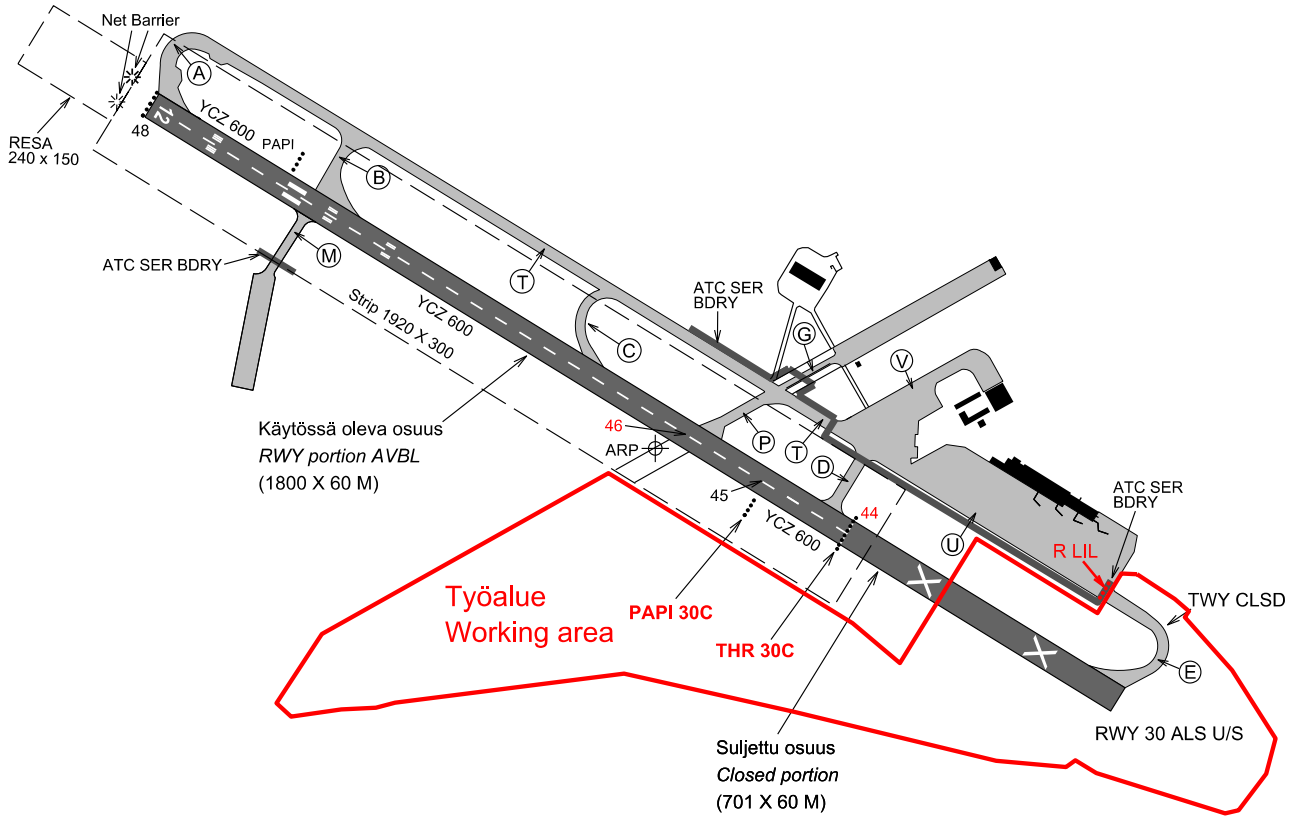 Net Barrier
A
12
YCZ 600
PAPI
48
RESA
240 x 150
B
M
ATC SER BDRY
T
YCZ 600
Strip 1920 X 300
ATC SER
BDRY
G
C
V
Käytössä oleva osuus
RWY portion AVBL
(1800 X 60 M)
46
ARP
P
T
D
45
YCZ 600
44
U
ATC SER
BDRY
R LIL
Työalue
Working area
PAPI 30C
THR 30C
X
X
TWY CLSD
E
RWY 30 ALS U/S
Suljettu osuus
Closed portion
(701 X 60 M)